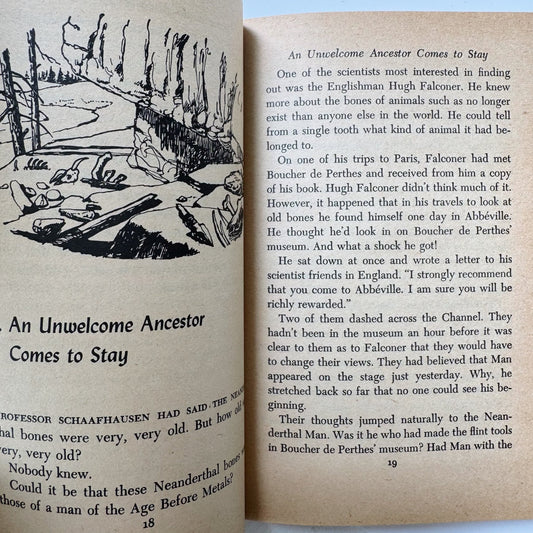 . An Unwelcome Ancestor
Comes to Stay
PROFESSOR SCHAAFHAUSEN HAD SAID THE
bones were very, very old. But how
very, very old?
Nobody knew.
Could it be that these Neanderthal bones
those of a man of the Age Before Metals?
18
An Unwelcome Ancestor Comes to Stay
One of the scientists most interested in finding
out was the Englishman Hugh Falconer. He knew
more about the bones of animals such as no longer
exist than anyone else in the world. He could tell
from a single tooth what kind of animal it had be-
longed to.
On one of his trips to Paris, Falconer had met
Boucher de Perthes and received from him a copy
of his book. Hugh Falconer didn't think much of it.
However, it happened that in his travels to look at
old bones he found himself one day in Abbéville.
He thought he'd look in on Boucher de Perthes'
museum. And what a shock he got!
He sat down at once and wrote a letter to his
scientist friends in England. "I strongly recommend
that you come to Abbéville. I am sure you will be
richly rewarded."
Two of them dashed across the Channel. They
hadn't been in the museum an hour before it was
clear to them as to Falconer that they would have
to change their views. They had believed that Man
appeared on the stage just yesterday. Why, he
stretched back so far that no one could see his be-
ginning.
Their thoughts jumped naturally to the Nean-
derthal Man. Was it he who had made the flint tools
in Boucher de Perthes' museum? Had Man with the
19